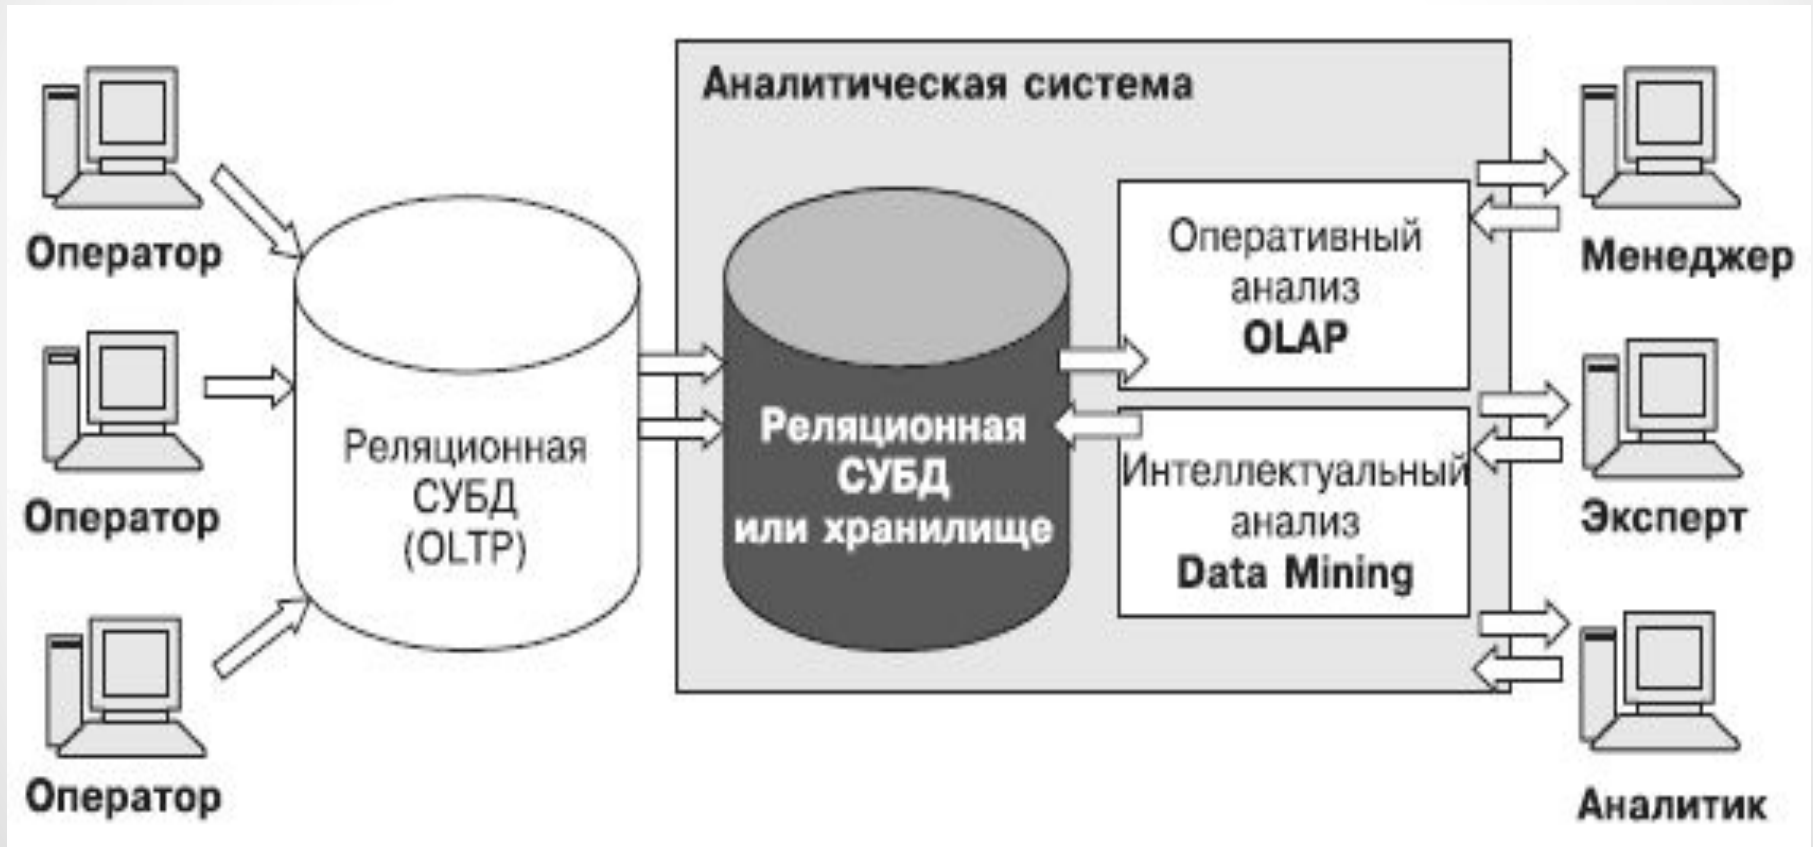 Аналитическая система
Оператор
Оператор
Оператор
Реляционная
СУБД
(OLTP)
Реляционная
СУБД
или хранилище
Оперативный
анализ
OLAP
Интеллектуальный
анализ
Data Mining
Менеджер
Эксперт
Аналитик